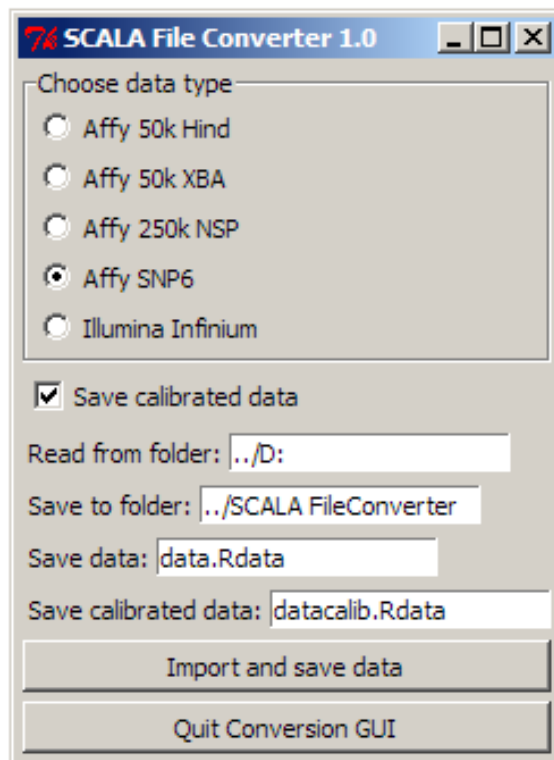 7% SCALA File Converter 1.0
Choose data type
Affy 50k Hind
Affy 50k XBA
Affy 250k NSP
Affy SNP6
Illumina Infinium
Save calibrated data
Read from folder: ../D:
Save to folder: ../SCALA FileConverter
Save data: data.Rdata
Save calibrated data: datacalib.Rdata
Import and save data
Quit Conversion GUI